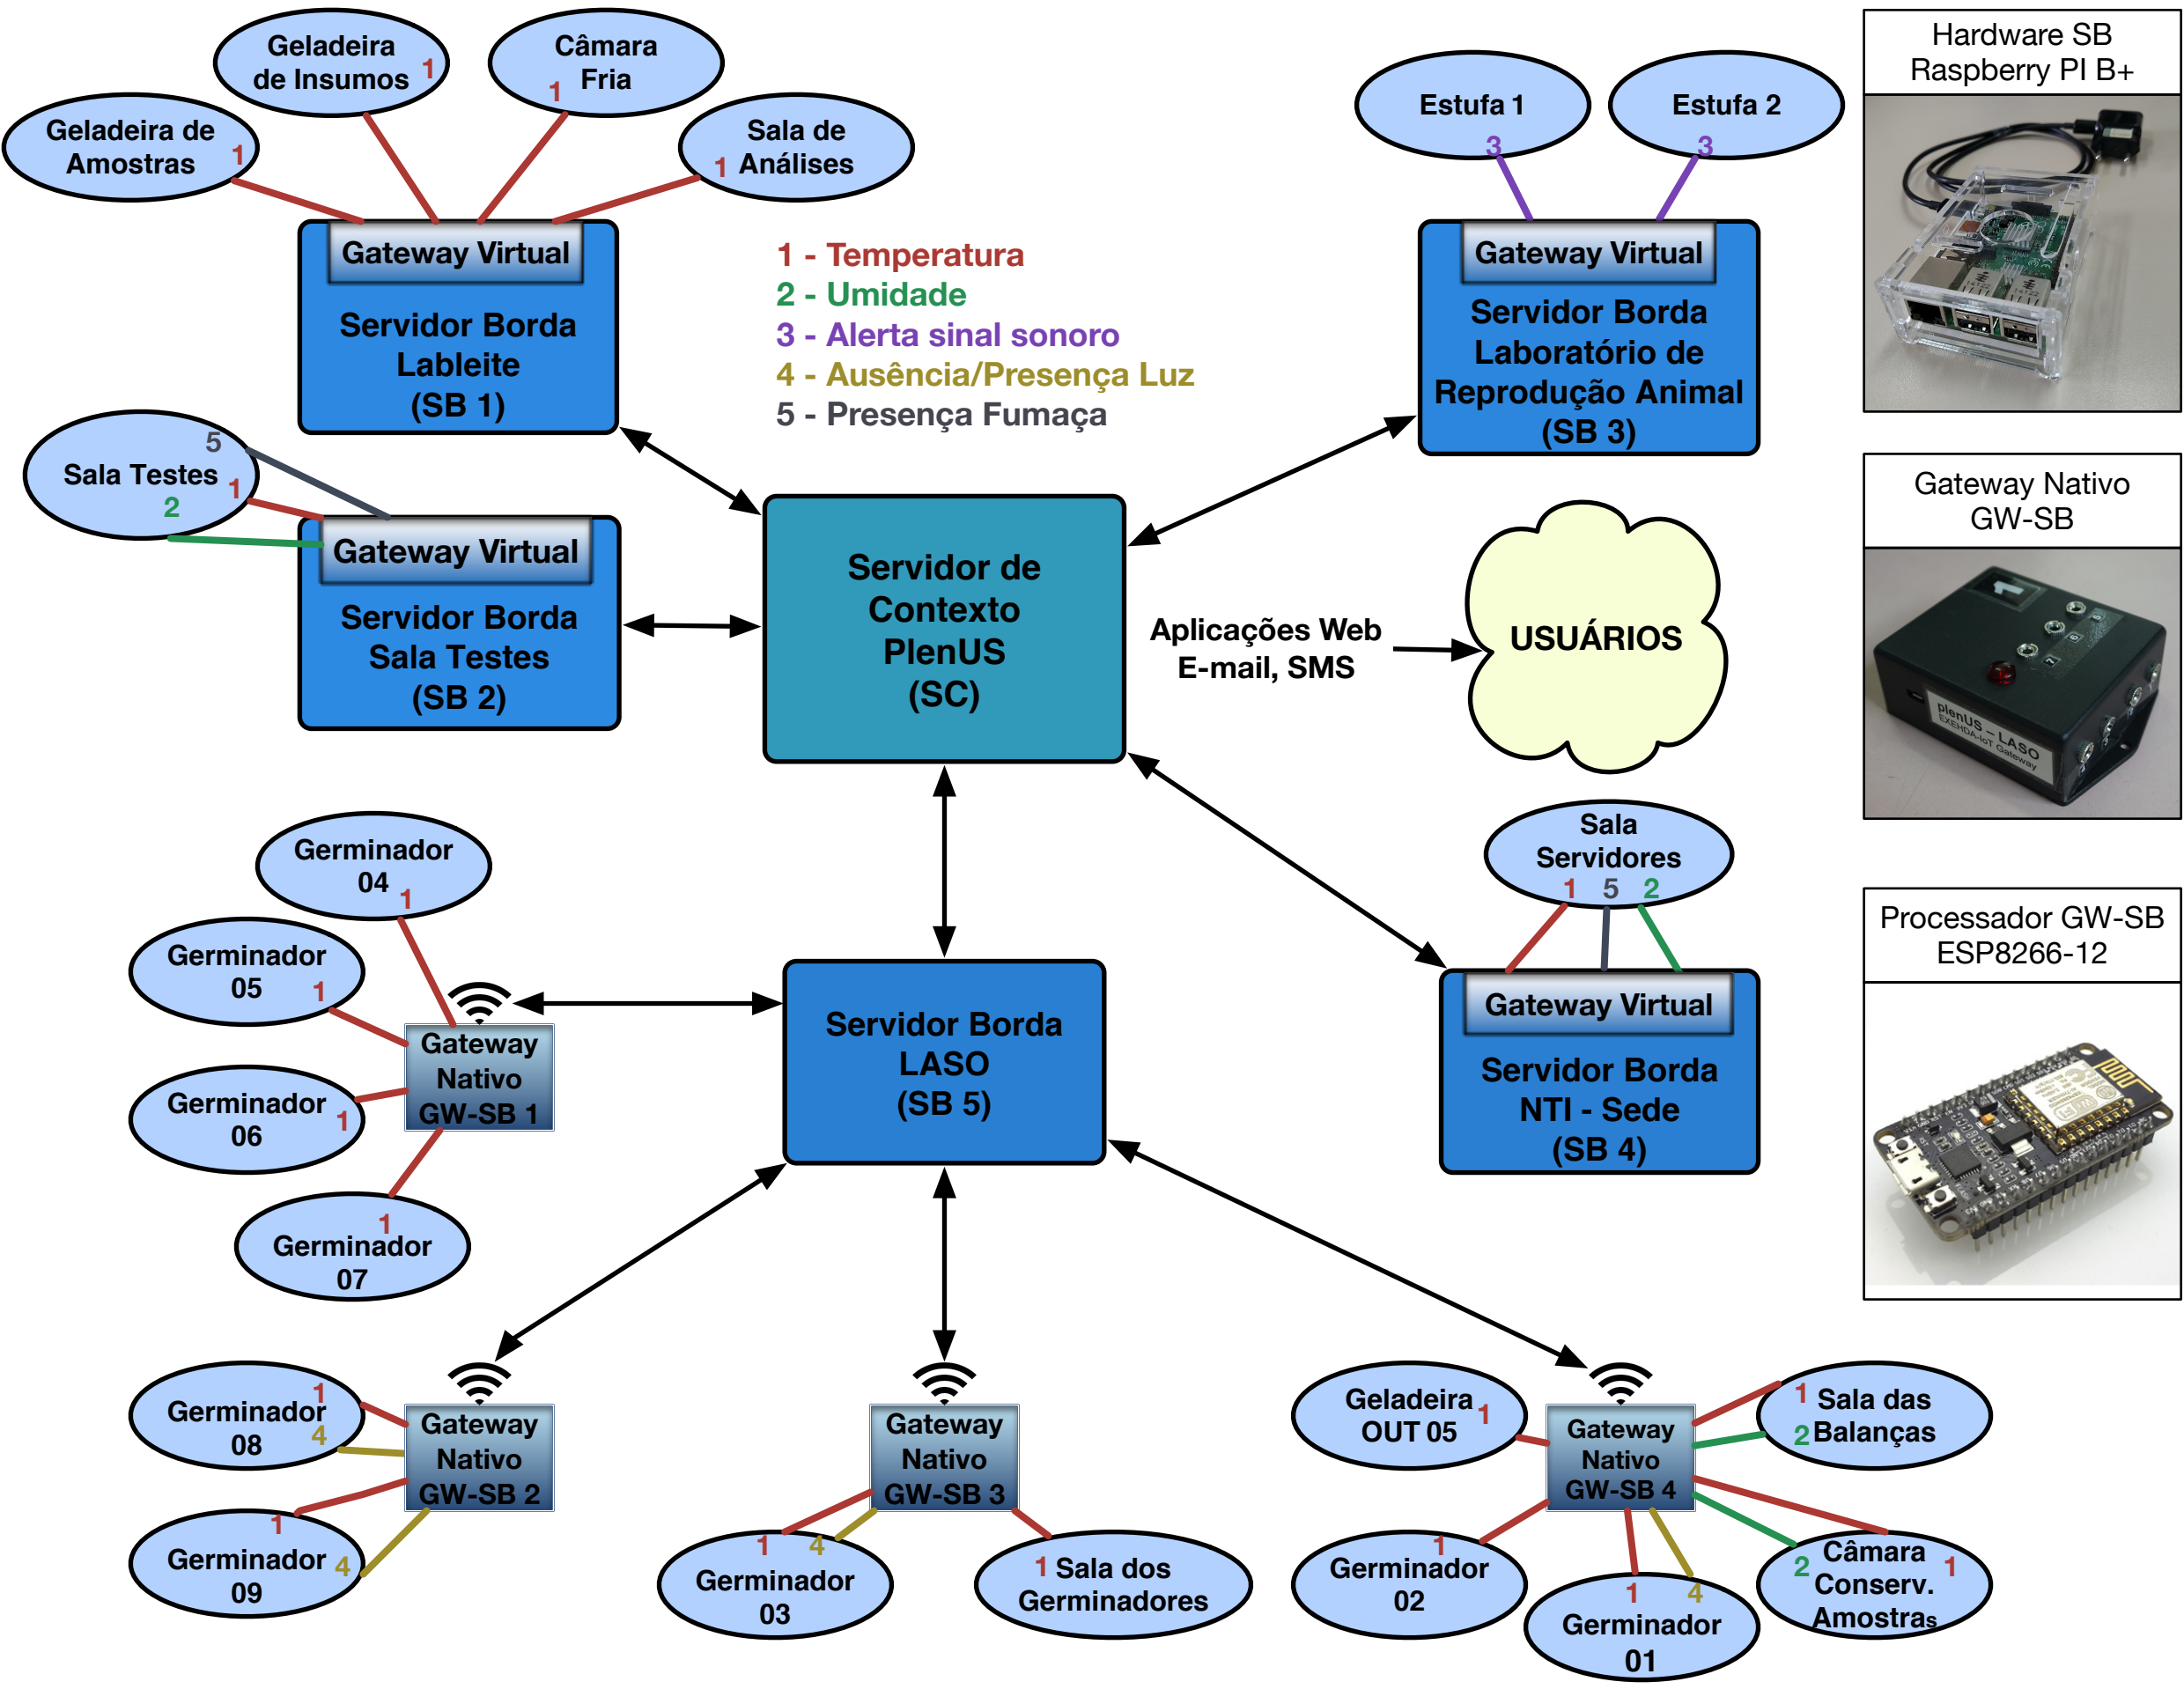 Geladeira
de Insumos
1
Câmara
Fria
1
Geladeira de
Amostras
1
Sala de
Análises
1
Gateway Virtual
Servidor Borda
Lableite
(SB 1)
1 - Temperatura
2 - Umidade
3 - Alerta sinal sonoro
4 - Ausência/Presença Luz
5 - Presença Fumaça
Estufa 1
3
Estufa 2
3
Gateway Virtual
Servidor Borda
Laboratório de
Reprodução Animal
(SB 3)
Hardware SB
Raspberry PI B+
Sala Testes
5
1
2
Gateway Virtual
Servidor Borda
Sala Testes
(SB 2)
Servidor de
Contexto
PlenUS
(SC)
Aplicações Web
E-mail, SMS
USUÁRIOS
Gateway Nativo
GW-SB
1
plenUS – LASO
EXEHDA-IoT Gateway
Sala
Servidores
1 5 2
Gateway Virtual
Servidor Borda
NTI - Sede
(SB 4)
Processador GW-SB
ESP8266-12
Germinador
04
1
Germinador
05
1
Germinador
06
1
1
Germinador
07
Gateway
Nativo
GW-SB 1
Servidor Borda
LASO
(SB 5)
Germinador
08
1
4
Germinador
09
1
4
Gateway
Nativo
GW-SB 2
Gateway
Nativo
GW-SB 3
1
4
Germinador
03
1 Sala dos
Germinadores
Geladeira
OUT 05
1
Gateway
Nativo
GW-SB 4
1 Sala das
2 Balanças
1
Germinador
02
1
4
Germinador
01
2
Câmara
1
Conserv.
Amostras